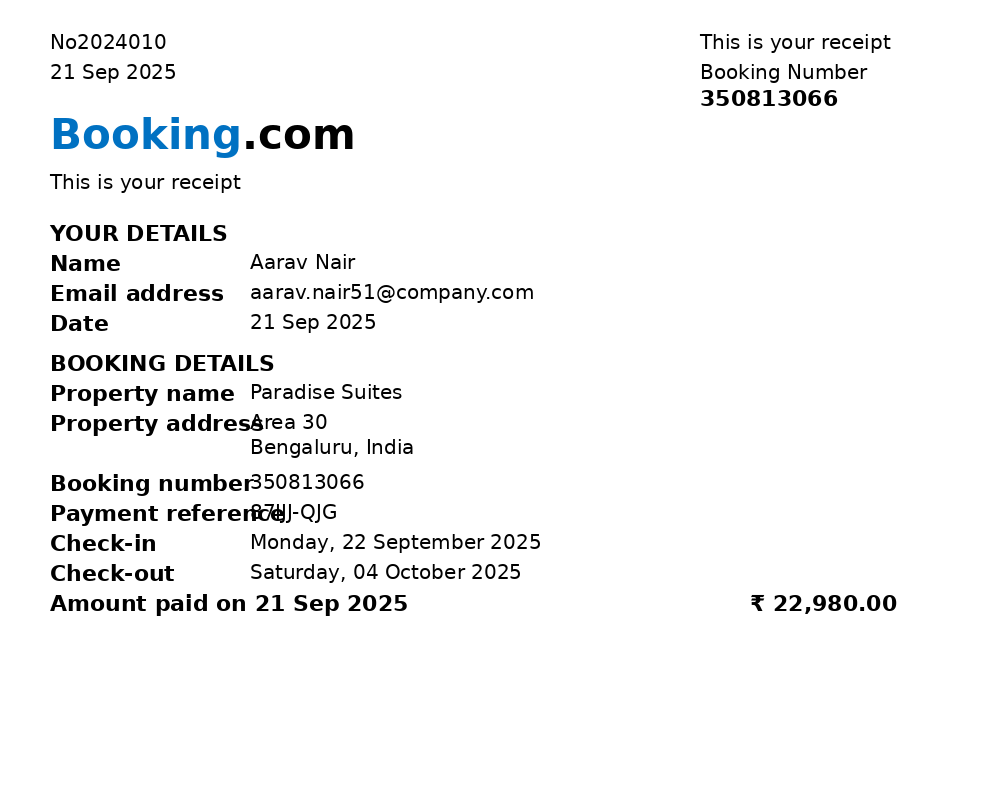 No2024010
21 Sep 2025
This is your receipt
Booking Number
350813066
Booking.com
This is your receipt
YOUR DETAILS
Name Aarav Nair
Email address aarav.nair51@company.com
Date 21 Sep 2025
BOOKING DETAILS
Property name Paradise Suites
Property address Area 30
Bengaluru, India
Booking number 350813066
Payment reference
Check-in Monday, 22 September 2025
Check-out Saturday, 04 October 2025
Amount paid on 21 Sep 2025 ₹ 22,980.00